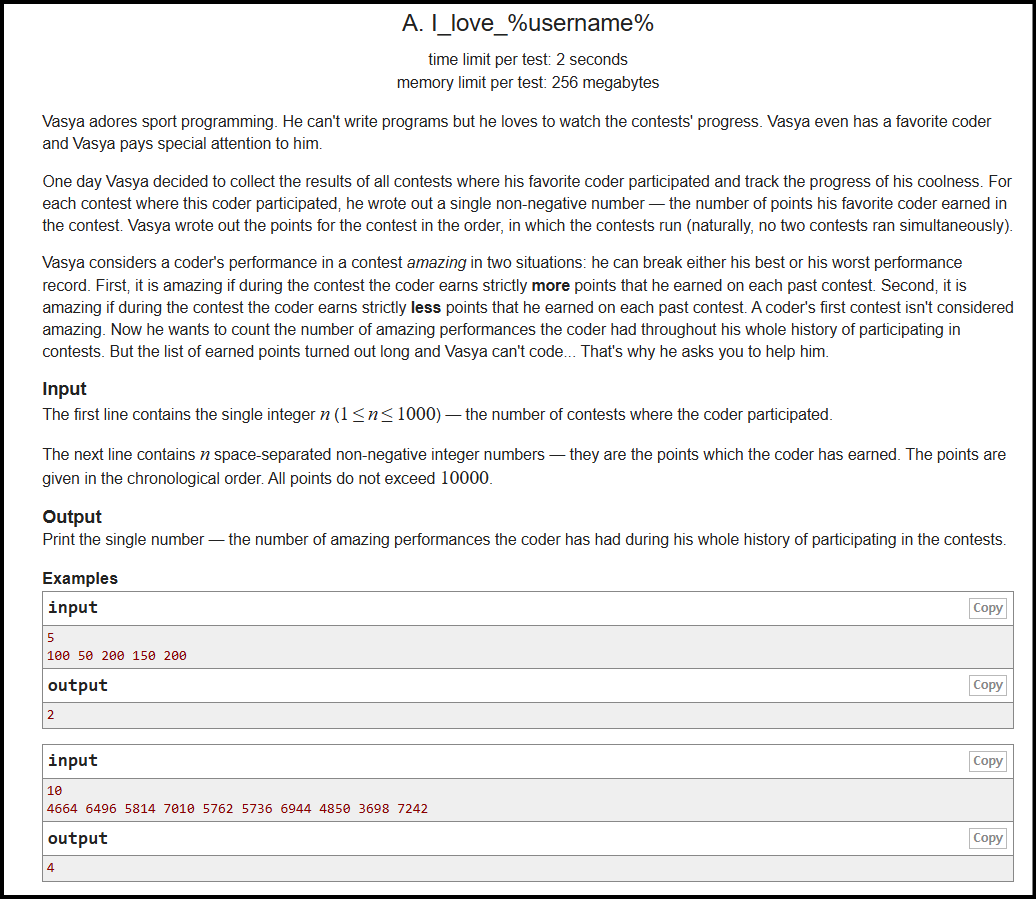 A. I_love_%username%
time limit per test: 2 seconds
memory limit per test: 256 megabytes
Vasya adores sport programming. He can't write programs but he loves to watch the contests' progress. Vasya even has a favorite coder
and Vasya pays special attention to him.
One day Vasya decided to collect the results of all contests where his favorite coder participated and track the progress of his coolness. For
each contest where this coder participated, he wrote out a single non-negative number — the number of points his favorite coder earned in
the contest. Vasya wrote out the points for the contest in the order, in which the contests run (naturally, no two contests ran simultaneously).
Vasya considers a coder's performance in a contest amazing in two situations: he can break either his best or his worst performance
record. First, it is amazing if during the contest the coder earns strictly more points that he earned on each past contest. Second, it is
amazing if during the contest the coder earns strictly less points that he earned on each past contest. A coder's first contest isn't considered
amazing. Now he wants to count the number of amazing performances the coder had throughout his whole history of participating in
contests. But the list of earned points turned out long and Vasya can't code... That's why he asks you to help him.
Input
The first line contains the single integer n (1 ≤ n ≤ 1000) — the number of contests where the coder participated.
The next line contains n space-separated non-negative integer numbers — they are the points which the coder has earned. The points are
given in the chronological order. All points do not exceed 10000.
Output
Print the single number — the number of amazing performances the coder has had during his whole history of participating in the contests.
Examples
input Copy
5
100 50 200 150 200
output Copy
2
input Copy
10
4664 6496 5814 7010 5762 5736 6944 4850 3698 7242
output Copy
4